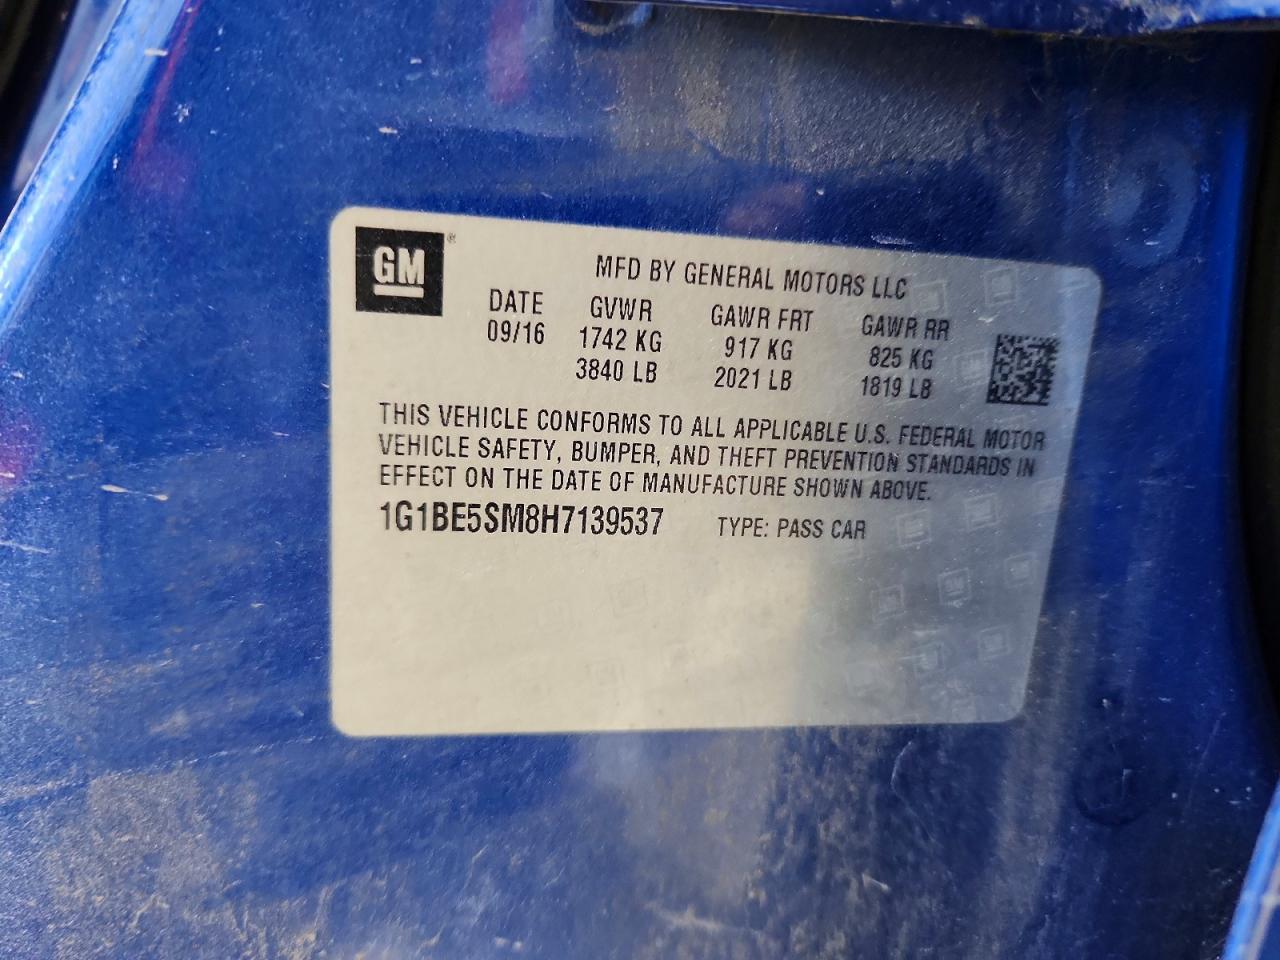 GM
MFD BY GENERAL MOTORS LLC
DATE GVWR GAWR FRT GAWR RR
09/16 1742 KG 917 KG 825 KG
3840 LB 2021 LB 1819 LB
THIS VEHICLE CONFORMS TO ALL APPLICABLE U.S. FEDERAL MOTOR
VEHICLE SAFETY, BUMPER, AND THEFT PREVENTION STANDARDS IN
EFFECT ON THE DATE OF MANUFACTURE SHOWN ABOVE.
1G1BE5SM8H7139537 TYPE: PASS CAR